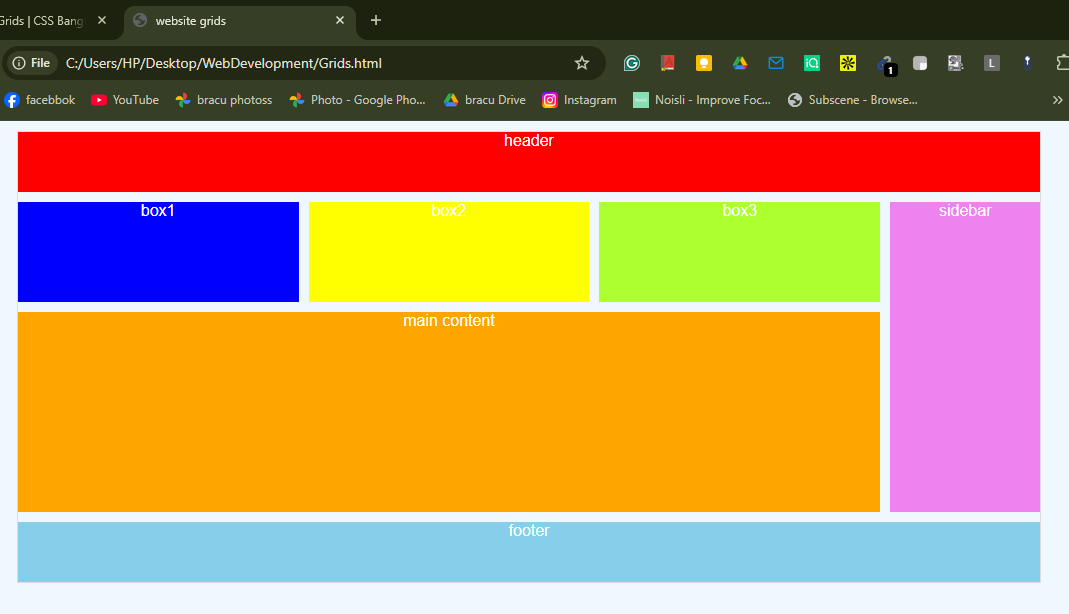 Grids | CSS Bang
website grids
File C:/Users/HP/Desktop/WebDevelopment/Grids.html
1
L
facebbok YouTube bracu photoss Photo - Google Pho... bracu Drive Instagram Noisli - Improve Foc... Subscene - Browse...
header
box1 box2 box3 sidebar
main content
footer